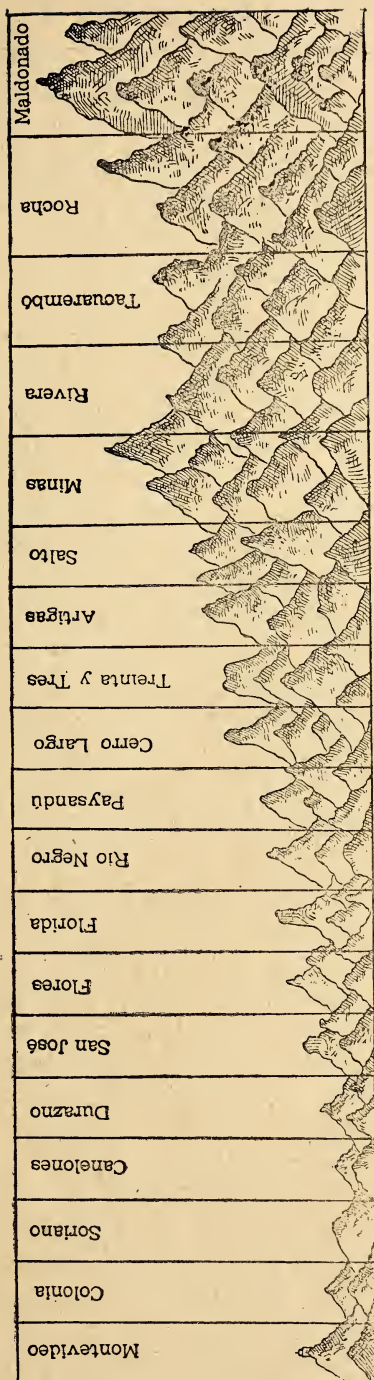 Maldonado
Rocha
Tacuarembó
Rivera
Minas
Salto
Artigas
Treinta y Tres
Cerro Largo
Paysandú
Rio Negro
Florida
Flores
San José
Durazno
Canelones
Soriano
Colonia
Montevideo